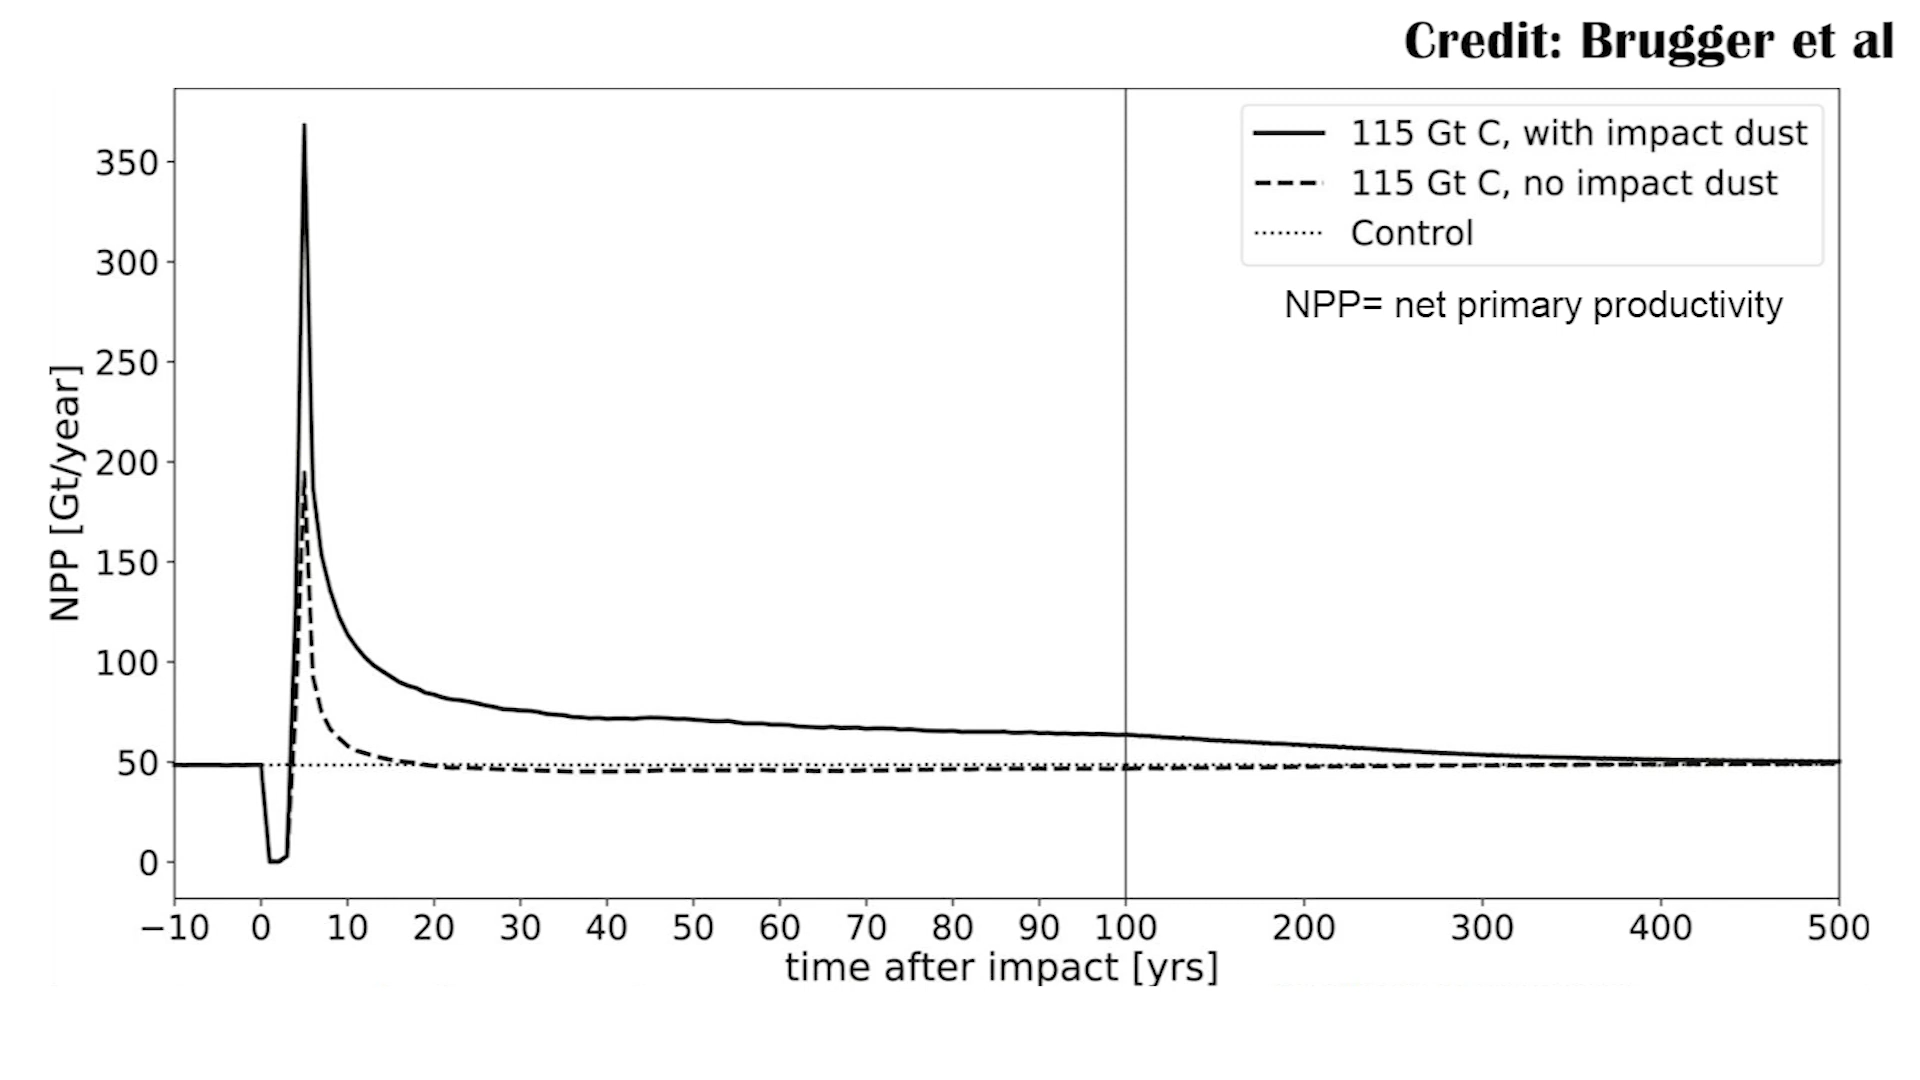 Credit: Brugger et al
115 Gt C, with impact dust
115 Gt C, no impact dust
Control
NPP= net primary productivity
NPP [Gt/year]
350
300
250
200
150
100
50
0
−10 0 10 20 30 40 50 60 70 80 90 100 200 300 400 500
time after impact [yrs]